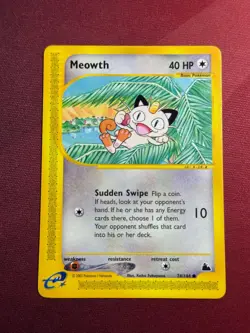 Meowth
40 HP
Basic Pokémon
Sudden Swipe Flip a coin.
If heads, look at your opponent's
hand. If he or she has any Energy
cards there, choose 1 of them.
Your opponent shuffles that card
into his or her deck.
10
weakness
resistance
retreat cost